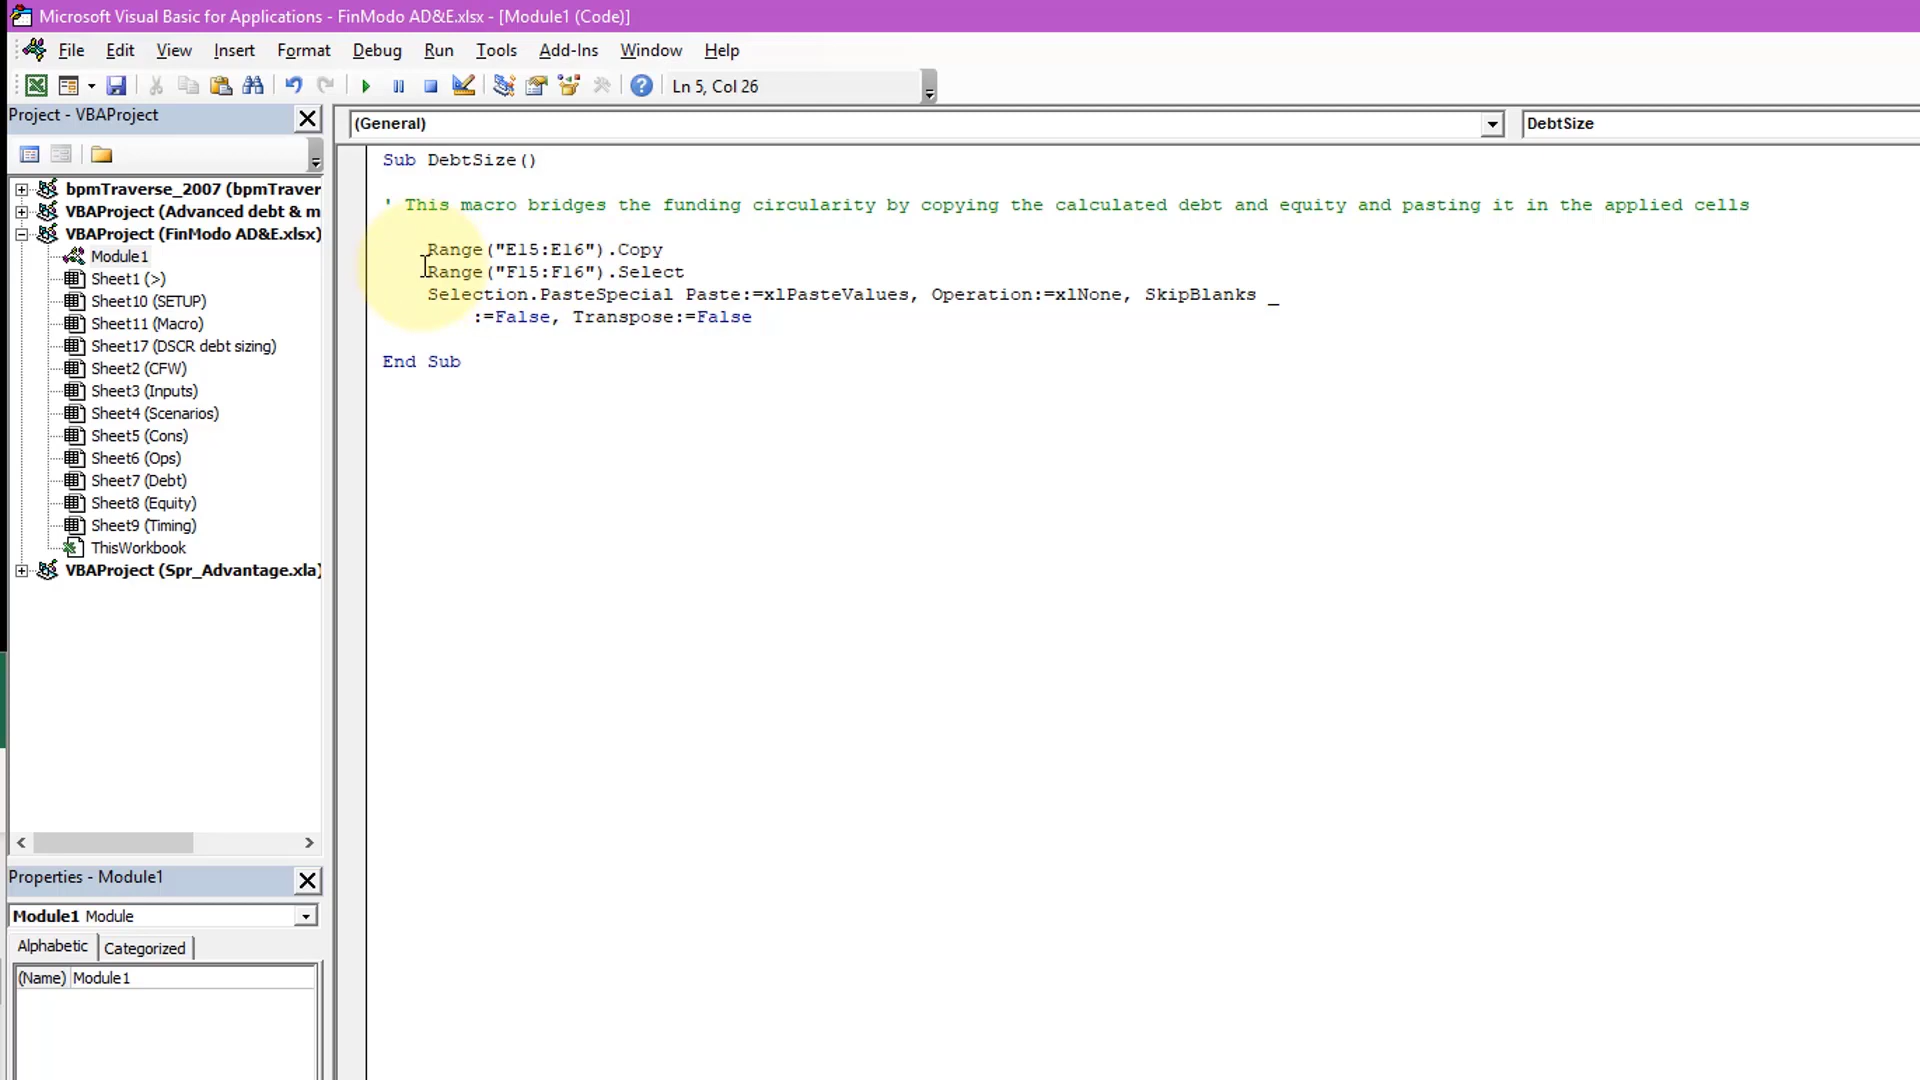 Microsoft Visual Basic for Applications - FinModo AD&E.xlsx - [Module1 (Code)]
File Edit View Insert Format Debug Run Tools Add-Ins Window Help
Ln 5, Col 26
Project - VBAProject
(General)
DebtSize
bpmTraverse_2007 (bpmTraver
VBAProject (Advanced debt & m
VBAProject (FinModo AD&E.xlsx)
Module1
Sheet1 (>)
Sheet10 (SETUP)
Sheet11 (Macro)
Sheet17 (DSCR debt sizing)
Sheet2 (CFW)
Sheet3 (Inputs)
Sheet4 (Scenarios)
Sheet5 (Cons)
Sheet6 (Ops)
Sheet7 (Debt)
Sheet8 (Equity)
Sheet9 (Timing)
ThisWorkbook
VBAProject (Spr_Advantage.xla)
Sub DebtSize()
' This macro bridges the funding circularity by copying the calculated debt and equity and pasting it in the applied cells
Range("E15:E16").Copy
Range("F15:F16").Select
Selection.PasteSpecial Paste:=xlPasteValues, Operation:=xlNone, SkipBlanks _
:=False, Transpose:=False
End Sub
Properties - Module1
Module1 Module
Alphabetic Categorized
(Name) Module1